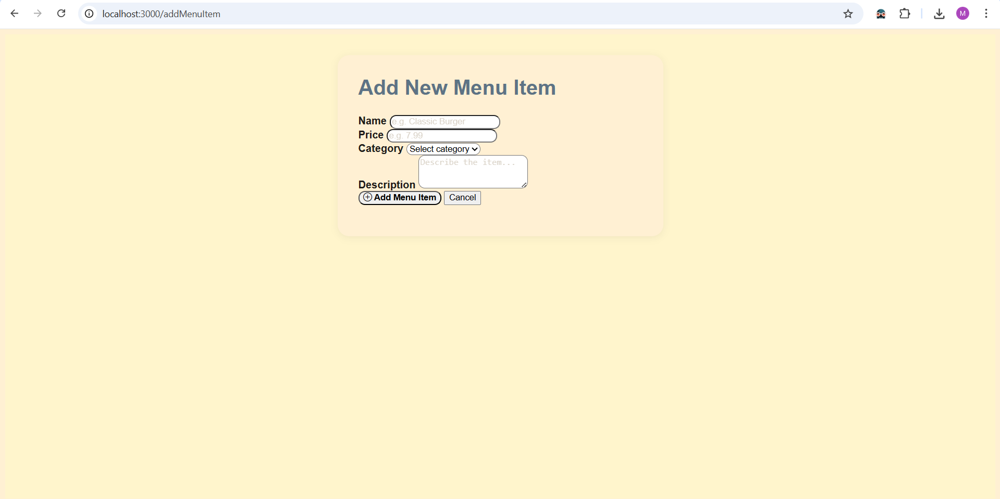 localhost:3000/addMenuItem
M
Add New Menu Item
Name e.g. Classic Burger
Price e.g. 7.99
Category Select category
Describe the item...
Description
Add Menu Item Cancel